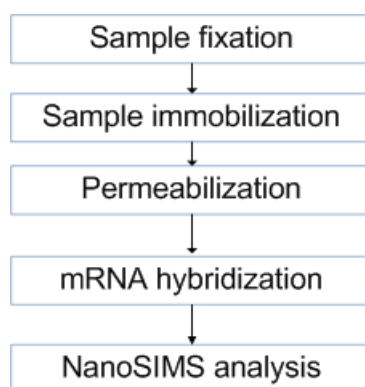 Sample fixation
Sample immobilization
Permeabilization
mRNA hybridization
NanoSIMS analysis